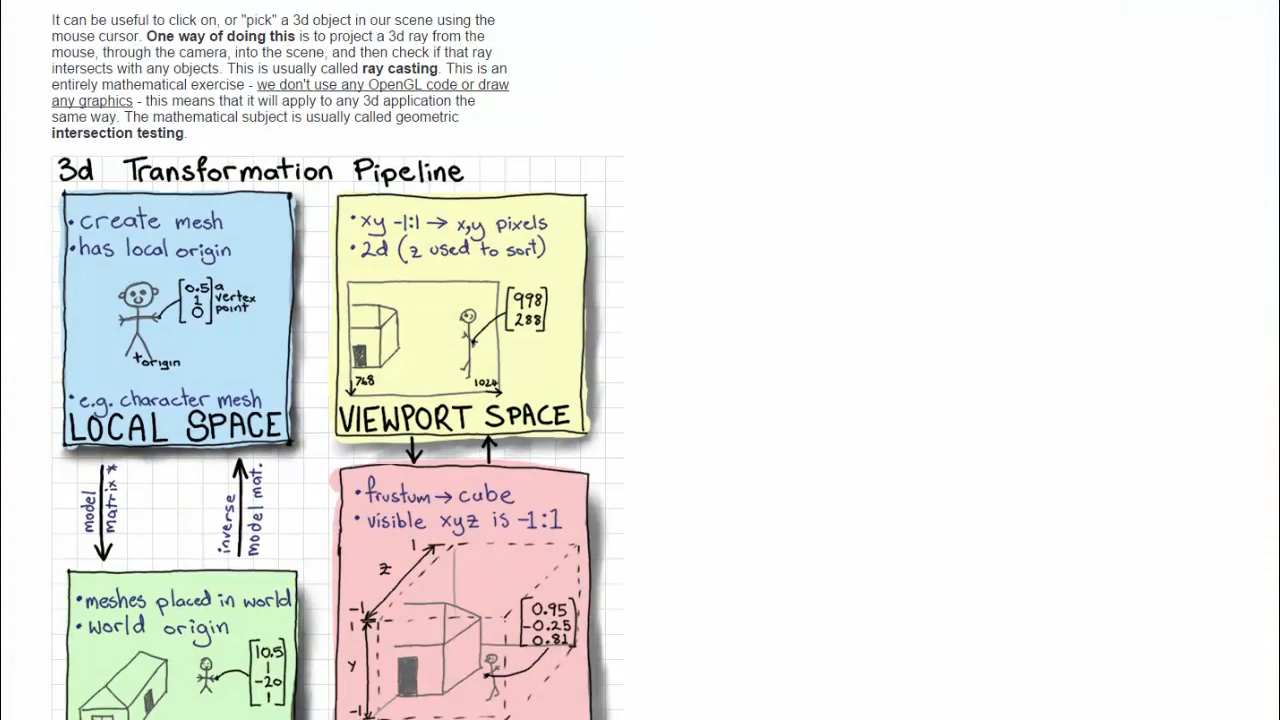 It can be useful to click on, or "pick" a 3d object in our scene using the
mouse cursor. One way of doing this is to project a 3d ray from the
mouse, through the camera, into the scene, and then check if that ray
intersects with any objects. This is usually called ray casting. This is an
entirely mathematical exercise - we don't use any OpenGL code or draw
any graphics - this means that it will apply to any 3d application the
same way. The mathematical subject is usually called geometric
intersection testing.
3d Transformation Pipeline
• create mesh
• has local origin
0.5
1
0
a
vertex
point
origin
• e.g. character mesh
LOCAL SPACE
• xy -1:1 → x,y pixels
• 2d (z used to sort)
998
288
768
1024
VIEWPORT SPACE
model
matrix *
inverse
model mat.
• meshes placed in world
• world origin
10.5
1
-20
1
• frustum → cube
• visible xyz is -1:1
1
z
-1
1
y
-1
0.95
-0.25
0.81